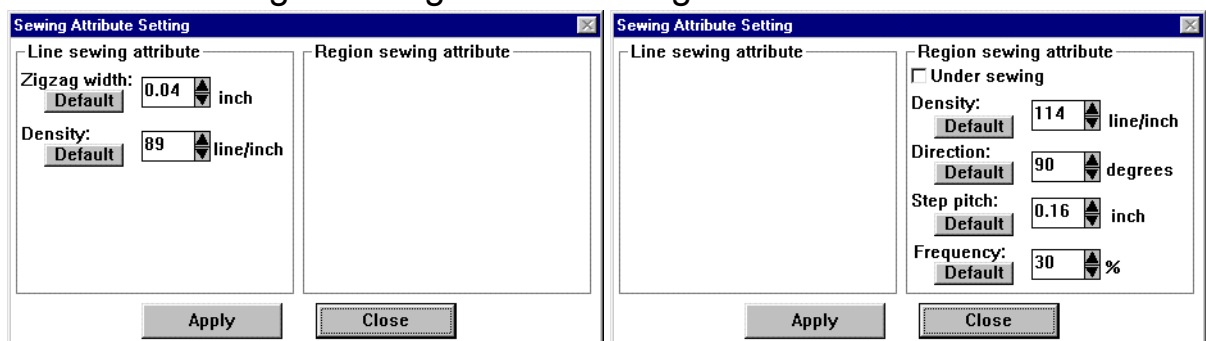 Sewing Attribute Setting
Line sewing attribute
Region sewing attribute
Zigzag width:
Default
0.04
inch
Density:
Default
89
line/inch
Apply
Close
Sewing Attribute Setting
Line sewing attribute
Region sewing attribute
Under sewing
Density:
Default
114
line/inch
Direction:
Default
90
degrees
Step pitch:
Default
0.16
inch
Frequency:
Default
30
%
Apply
Close